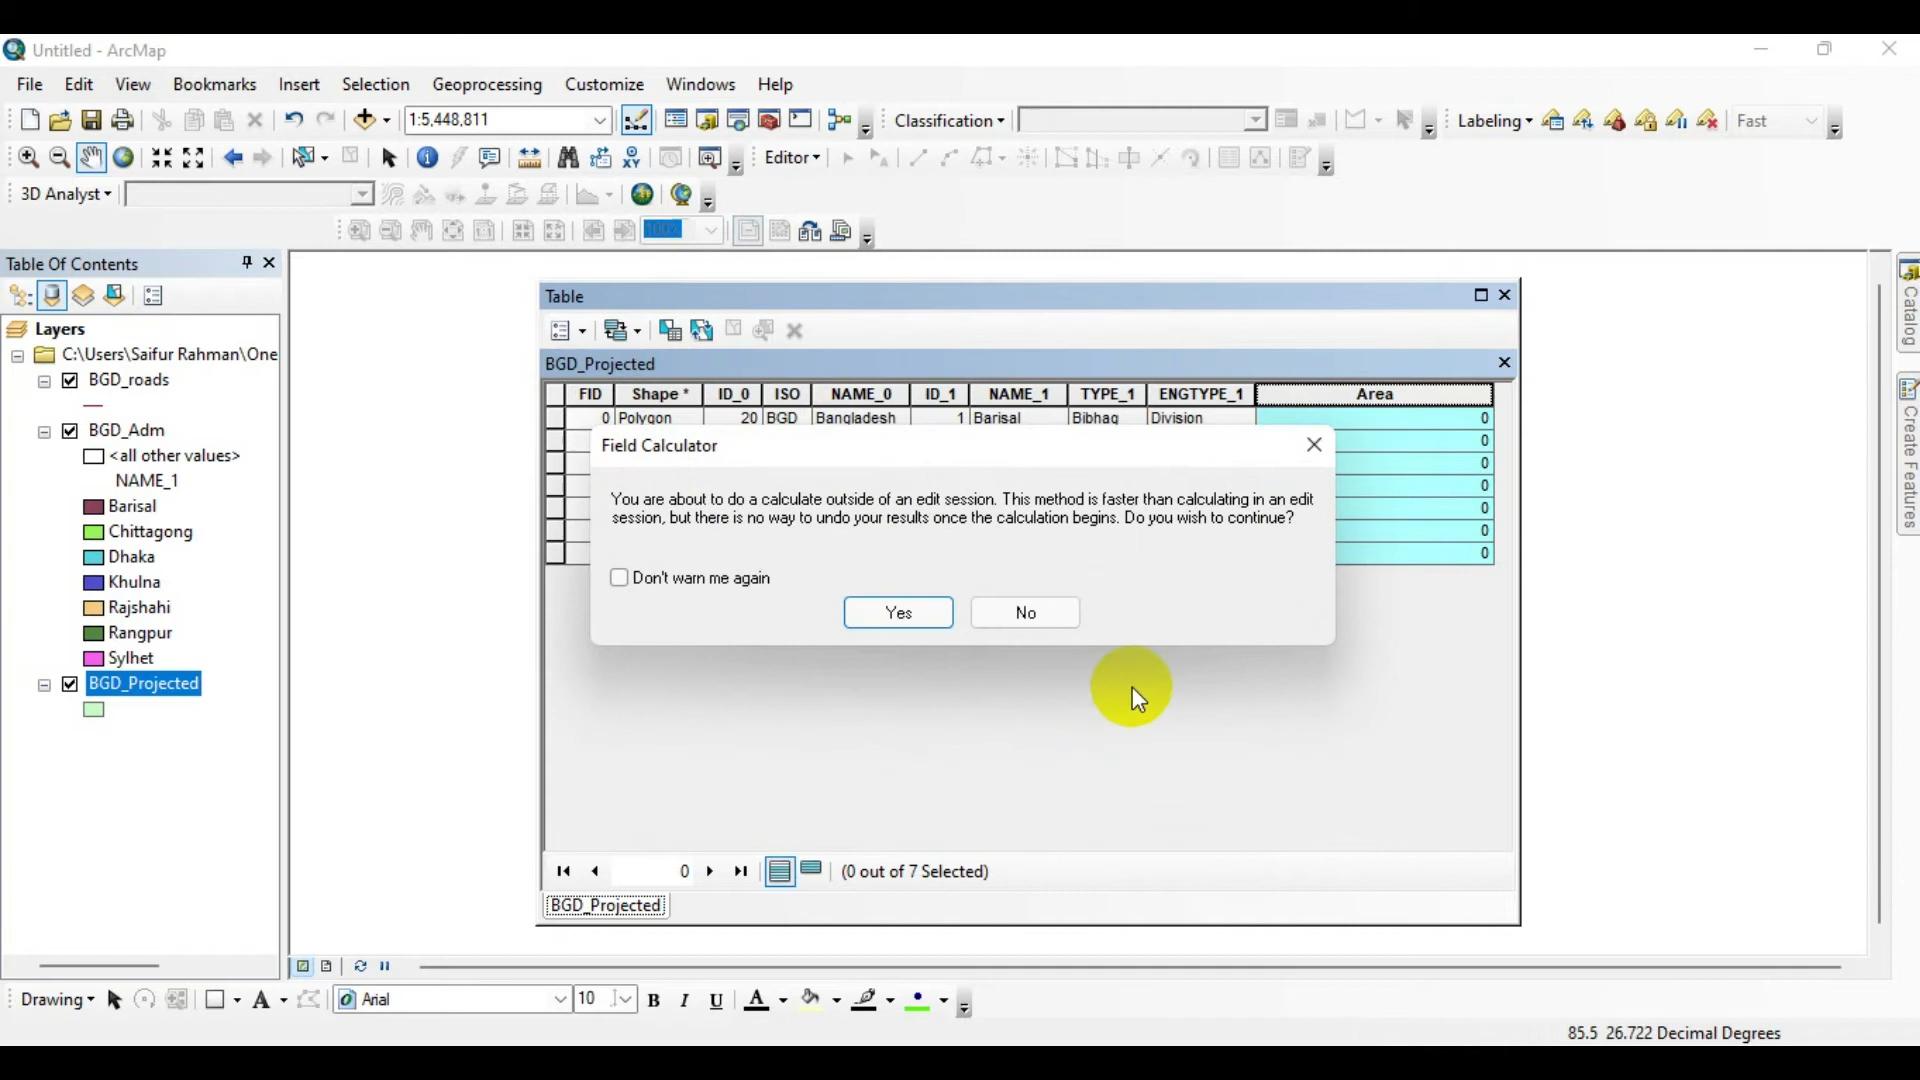 Untitled - ArcMap
File Edit View Bookmarks Insert Selection Geoprocessing Customize Windows Help
1:5,448,811 Classification Labeling Fast
Editor
3D Analyst
100%
Table Of Contents
Layers
C:\Users\Saifur Rahman\One
BGD_roads
BGD_Adm
<all other values>
NAME_1
Barisal
Chittagong
Dhaka
Khulna
Rajshahi
Rangpur
Sylhet
BGD_Projected
Table
BGD_Projected
FID Shape * ID_0 ISO NAME_0 ID_1 NAME_1 TYPE_1 ENGTYPE_1 Area
0 Polygon 20 BGD Bangladesh 1 Barisal Bibhag Division 0
0
0
0
0
0
0
Field Calculator
You are about to do a calculate outside of an edit session. This method is faster than calculating in an edit
session, but there is no way to undo your results once the calculation begins. Do you wish to continue?
Don't warn me again
Yes No
0 (0 out of 7 Selected)
BGD_Projected
Catalog
Create Features
Drawing A Arial 10 B I U A
85.5 26.722 Decimal Degrees